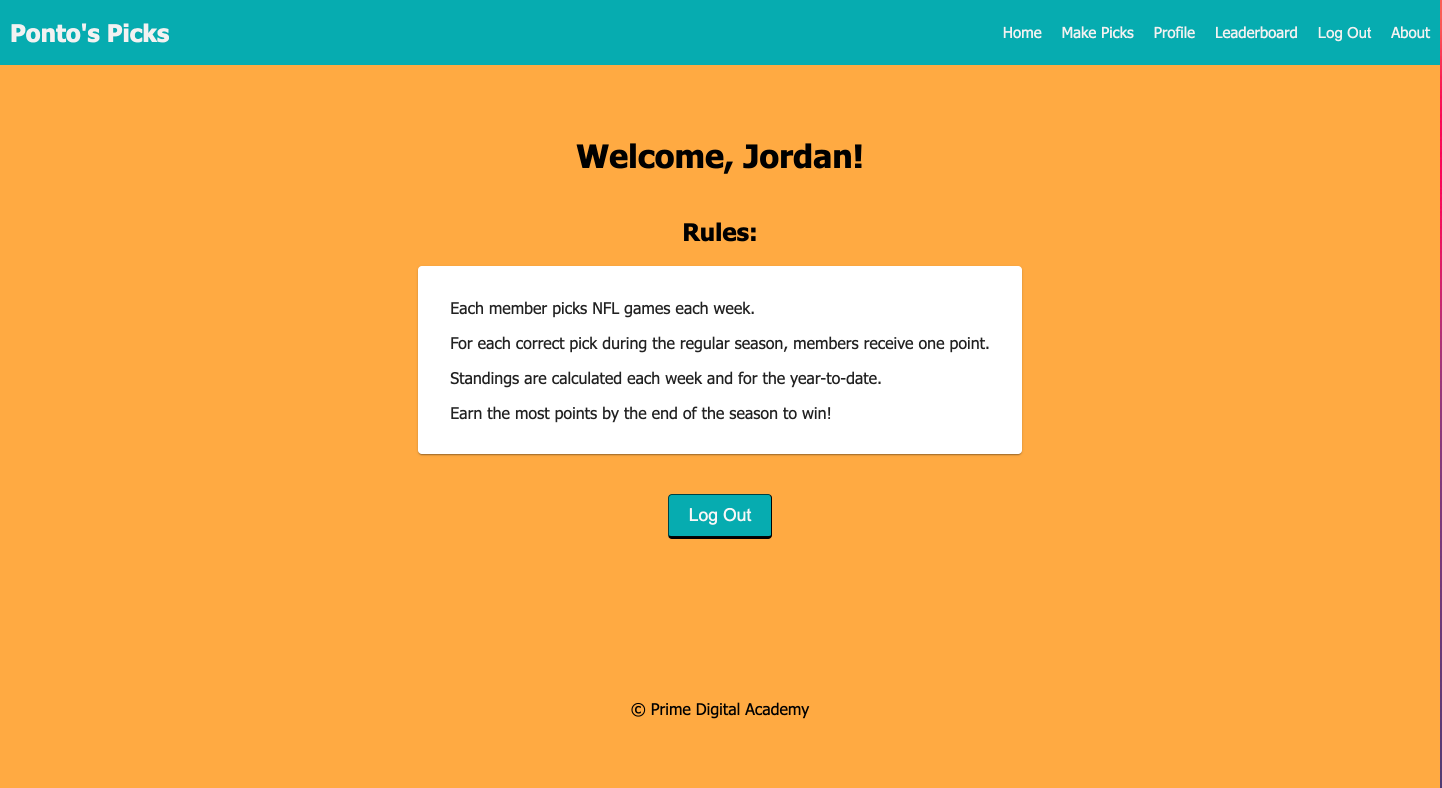 Ponto's Picks
Home Make Picks Profile Leaderboard Log Out About
Welcome, Jordan!
Rules:
Each member picks NFL games each week.
For each correct pick during the regular season, members receive one point.
Standings are calculated each week and for the year-to-date.
Earn the most points by the end of the season to win!
Log Out
© Prime Digital Academy